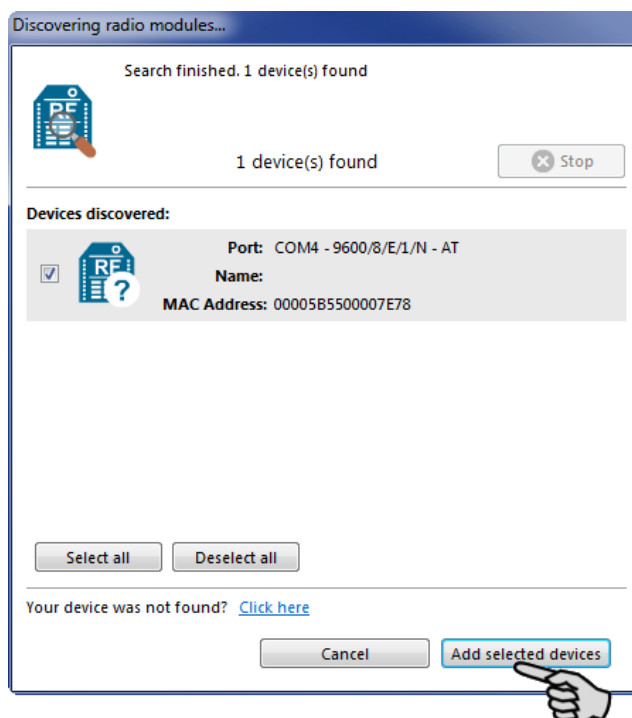 Discovering radio modules...
Search finished. 1 device(s) found
RF
1 device(s) found
Stop
Devices discovered:
RF
?
Port: COM4 - 9600/8/E/1/N - AT
Name:
MAC Address: 00005B5500007E78
Select all Deselect all
Your device was not found? Click here
Cancel Add selected devices